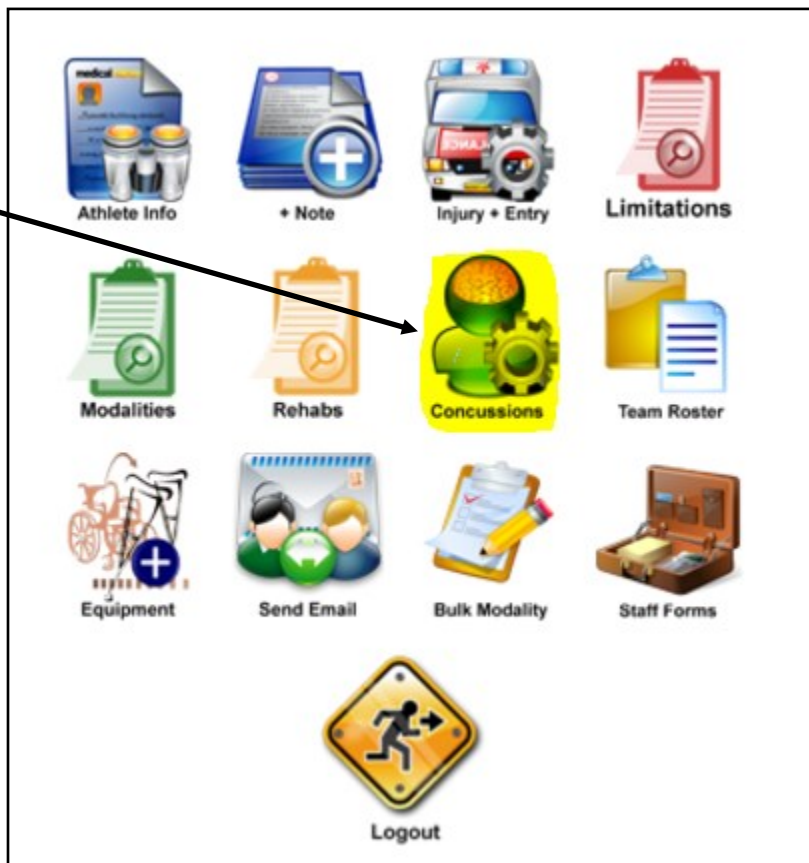 medical
Athlete Info
+ Note
Injury + Entry
Limitations
Modalities
Rehabs
Concussions
Team Roster
Equipment
Send Email
Bulk Modality
Staff Forms
Logout